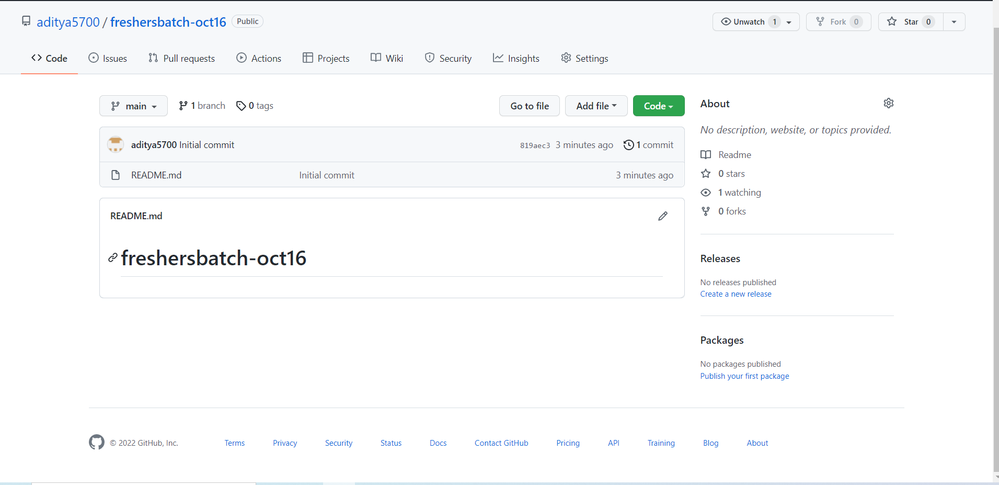 aditya5700 / freshersbatch-oct16 Public Unwatch 1 Fork 0 Star 0
Code Issues Pull requests Actions Projects Wiki Security Insights Settings
main 1 branch 0 tags Go to file Add file Code
aditya5700 Initial commit 819aec3 3 minutes ago 1 commit
README.md Initial commit 3 minutes ago
README.md
freshersbatch-oct16
About
No description, website, or topics provided.
Readme
0 stars
1 watching
0 forks
Releases
No releases published
Create a new release
Packages
No packages published
Publish your first package
© 2022 GitHub, Inc. Terms Privacy Security Status Docs Contact GitHub Pricing API Training Blog About